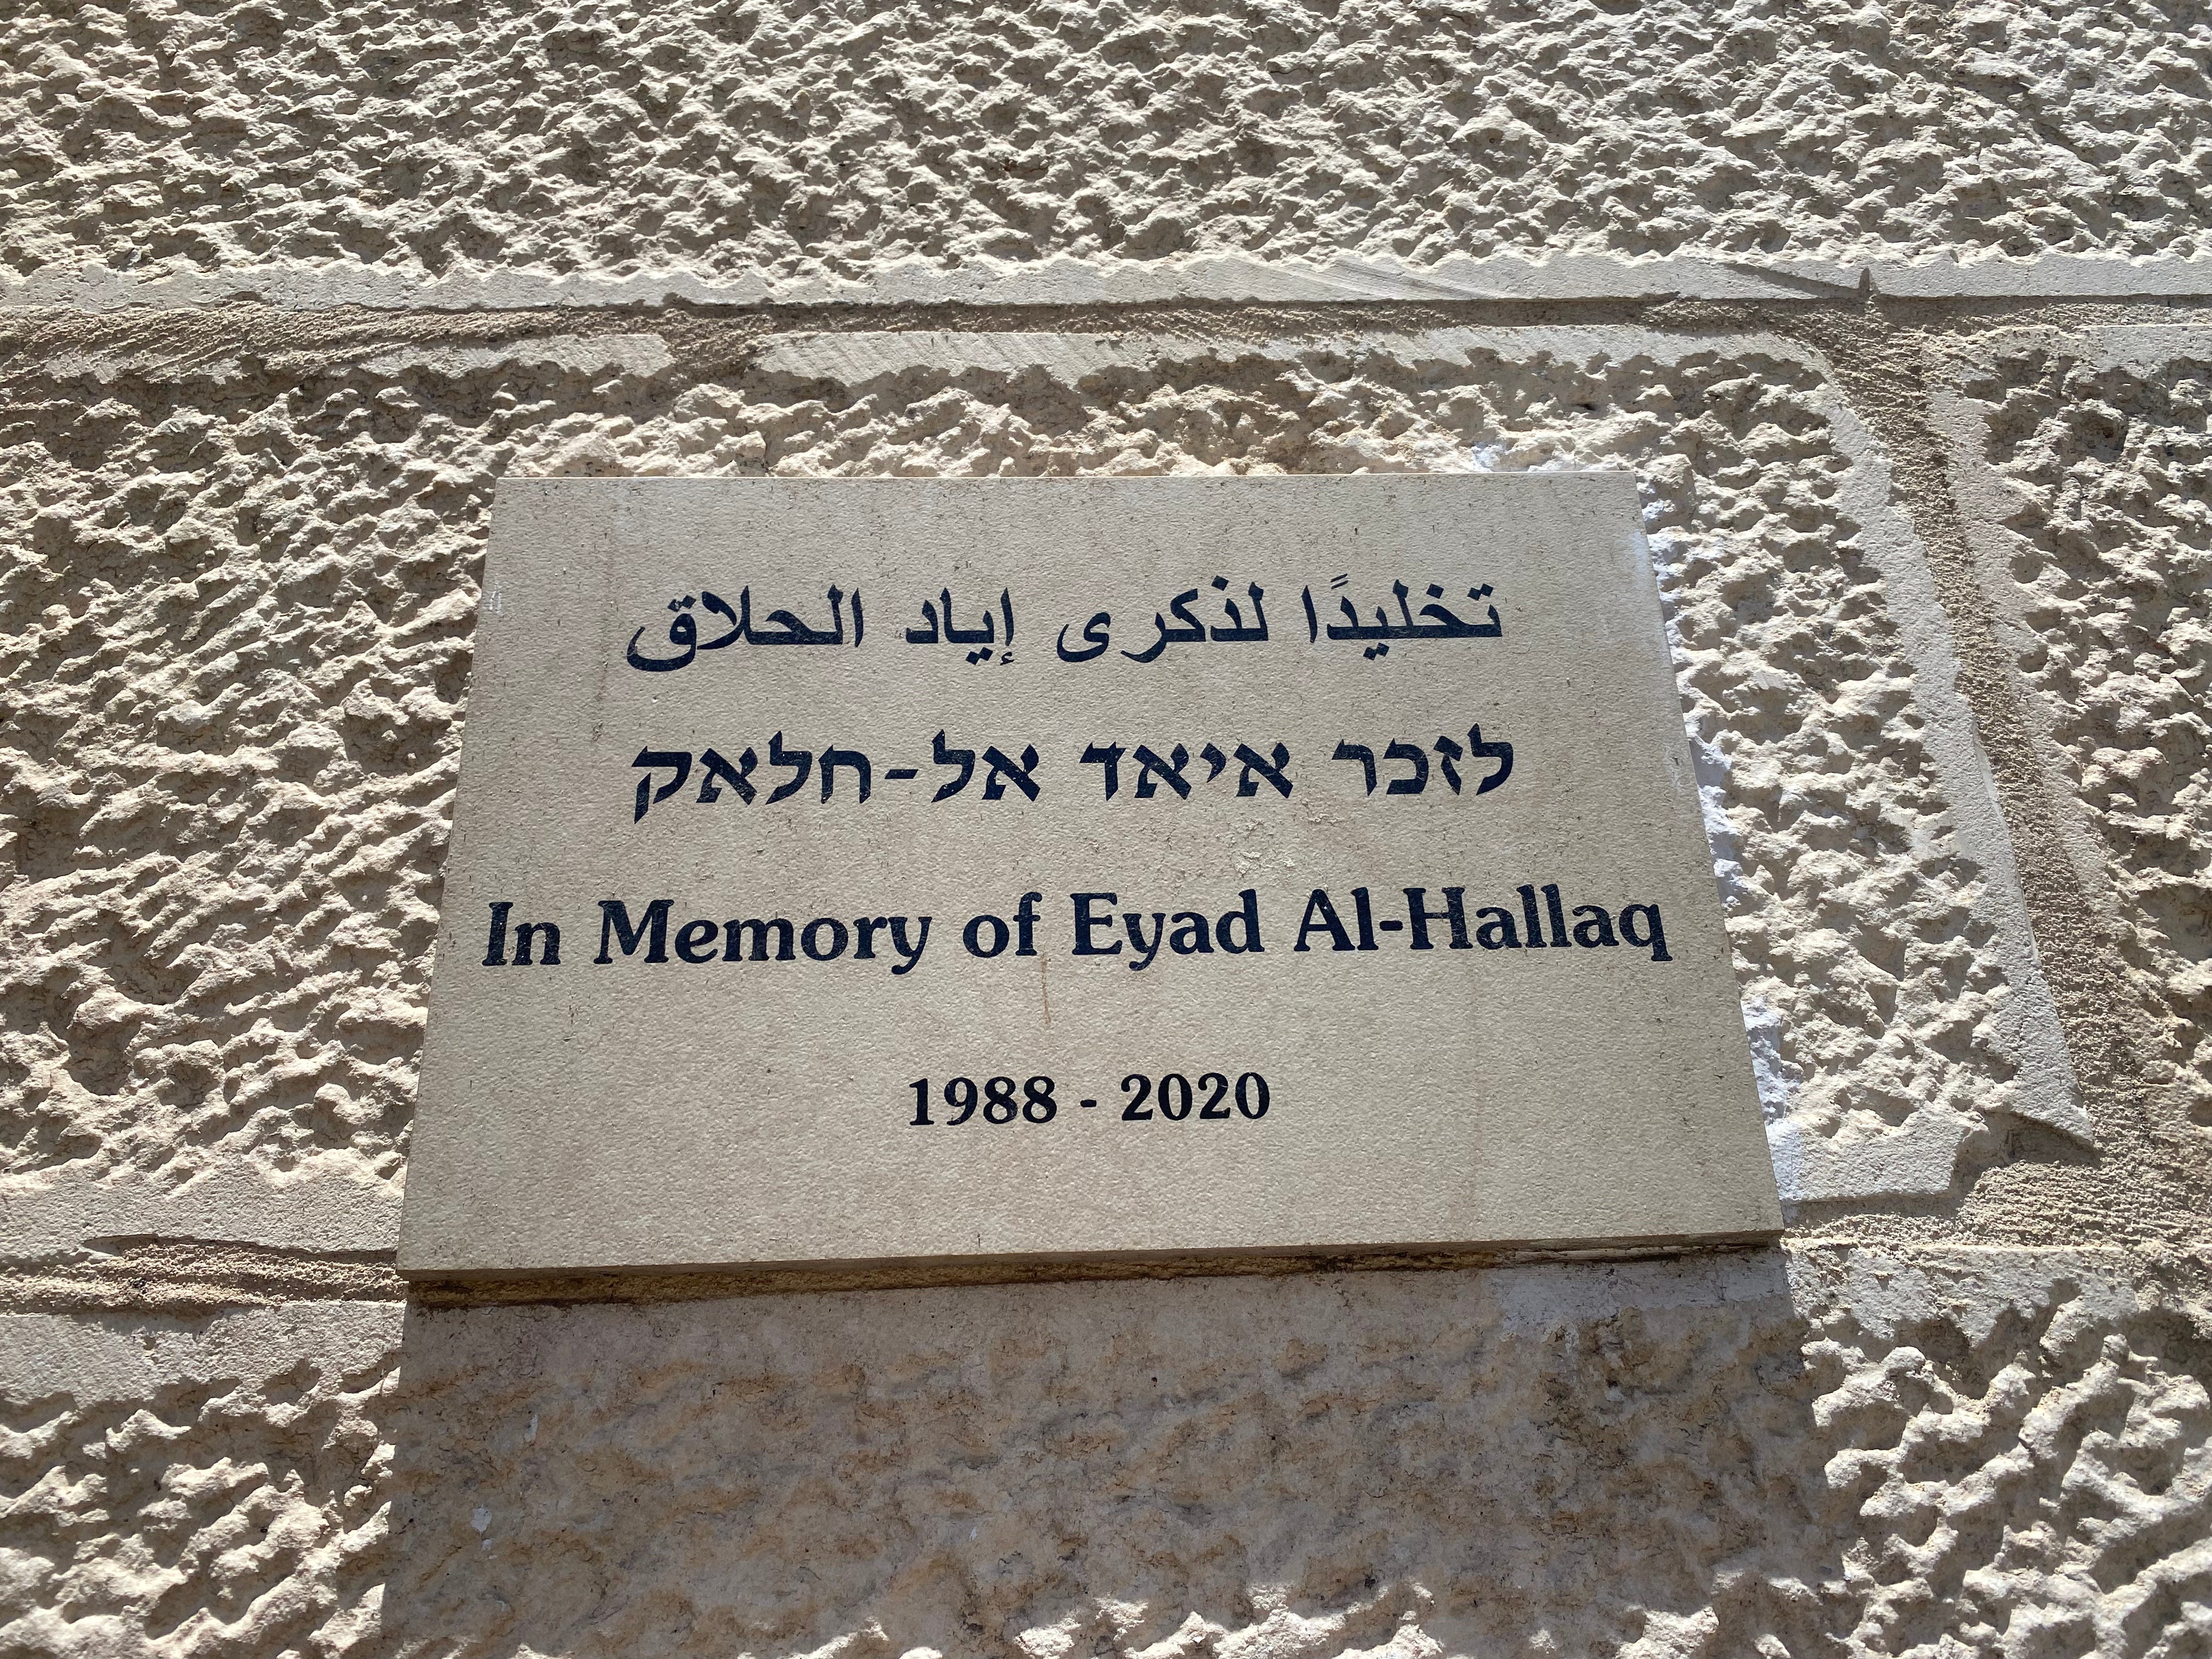 تخليدًا لذكرى إياد الحلاق
לזכר איאד אל-חלאק
In Memory of Eyad Al-Hallaq
1988 - 2020